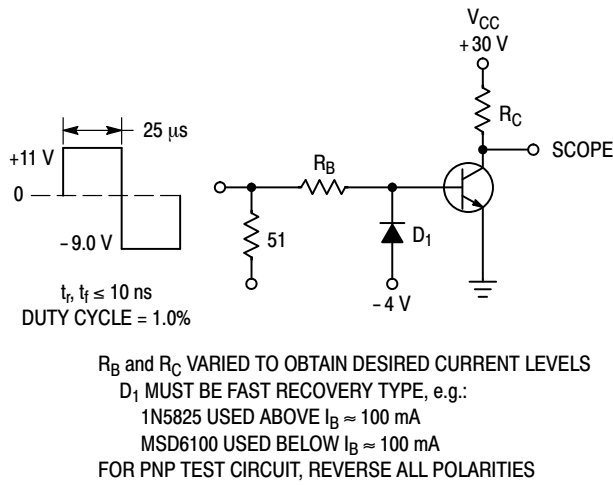 V_CC
+30 V
25 μs
R_C
+11 V
SCOPE
R_B
0
51
D_1
−9.0 V
−4 V
t_r, t_f ≤ 10 ns
DUTY CYCLE = 1.0%
R_B and R_C VARIED TO OBTAIN DESIRED CURRENT LEVELS
D_1 MUST BE FAST RECOVERY TYPE, e.g.:
1N5825 USED ABOVE I_B ≈ 100 mA
MSD6100 USED BELOW I_B ≈ 100 mA
FOR PNP TEST CIRCUIT, REVERSE ALL POLARITIES